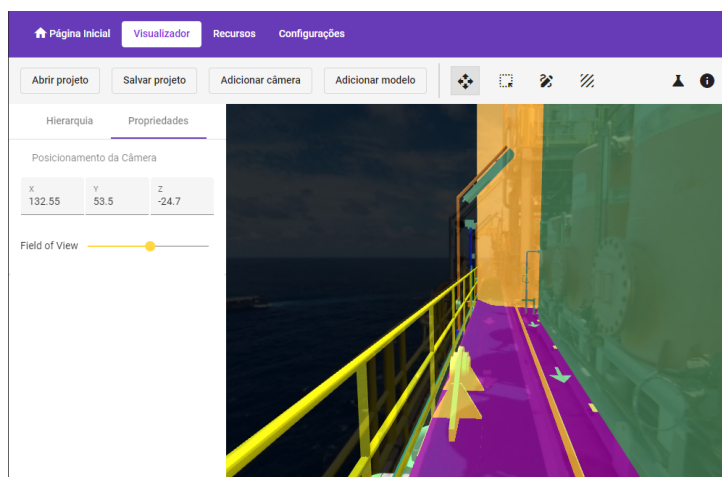 Página Inicial Visualizador Recursos Configurações
Abrir projeto Salvar projeto Adicionar câmera Adicionar modelo
Hierarquia Propriedades
Posicionamento da Câmera
X Y Z
132.55 53.5 -24.7
Field of View